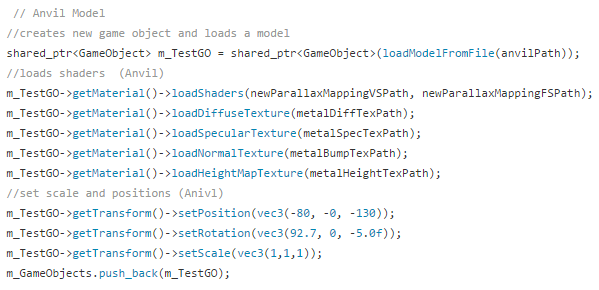 // Anvil Model
//creates new game object and loads a model
shared_ptr<GameObject> m_TestGO = shared_ptr<GameObject>(loadModelFromFile(anvilPath));
//loads shaders  (Anvil)
m_TestGO->getMaterial()->loadShaders(newParallaxMappingVSPath, newParallaxMappingFSPath);
m_TestGO->getMaterial()->loadDiffuseTexture(metalDiffTexPath);
m_TestGO->getMaterial()->loadSpecularTexture(metalSpecTexPath);
m_TestGO->getMaterial()->loadNormalTexture(metalBumpTexPath);
m_TestGO->getMaterial()->loadHeightMapTexture(metalHeightTexPath);
//set scale and positions (Anivl)
m_TestGO->getTransform()->setPosition(vec3(-80, -0, -130));
m_TestGO->getTransform()->setRotation(vec3(92.7, 0, -5.0f));
m_TestGO->getTransform()->setScale(vec3(1,1,1));
m_GameObjects.push_back(m_TestGO);